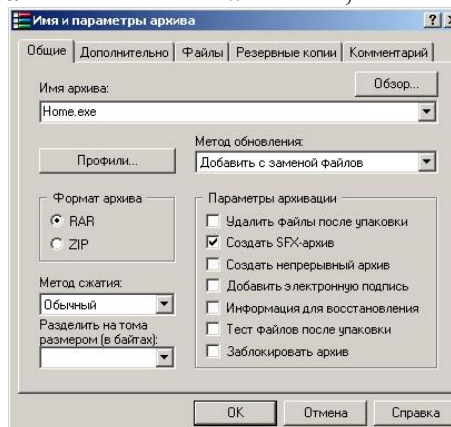 Имя и параметры архива
Общие Дополнительно Файлы Резервные копии Комментарий
Имя архива:
Обзор...
Home.exe
Метод обновления:
Профили...
Добавить с заменой файлов
Формат архива
RAR
ZIP
Параметры архивации
Удалить файлы после упаковки
Создать SFX-архив
Создать непрерывный архив
Добавить электронную подпись
Информация для восстановления
Тест файлов после упаковки
Заблокировать архив
Метод сжатия:
Обычный
Разделить на тома
размером (в байтах):
OK Отмена Справка